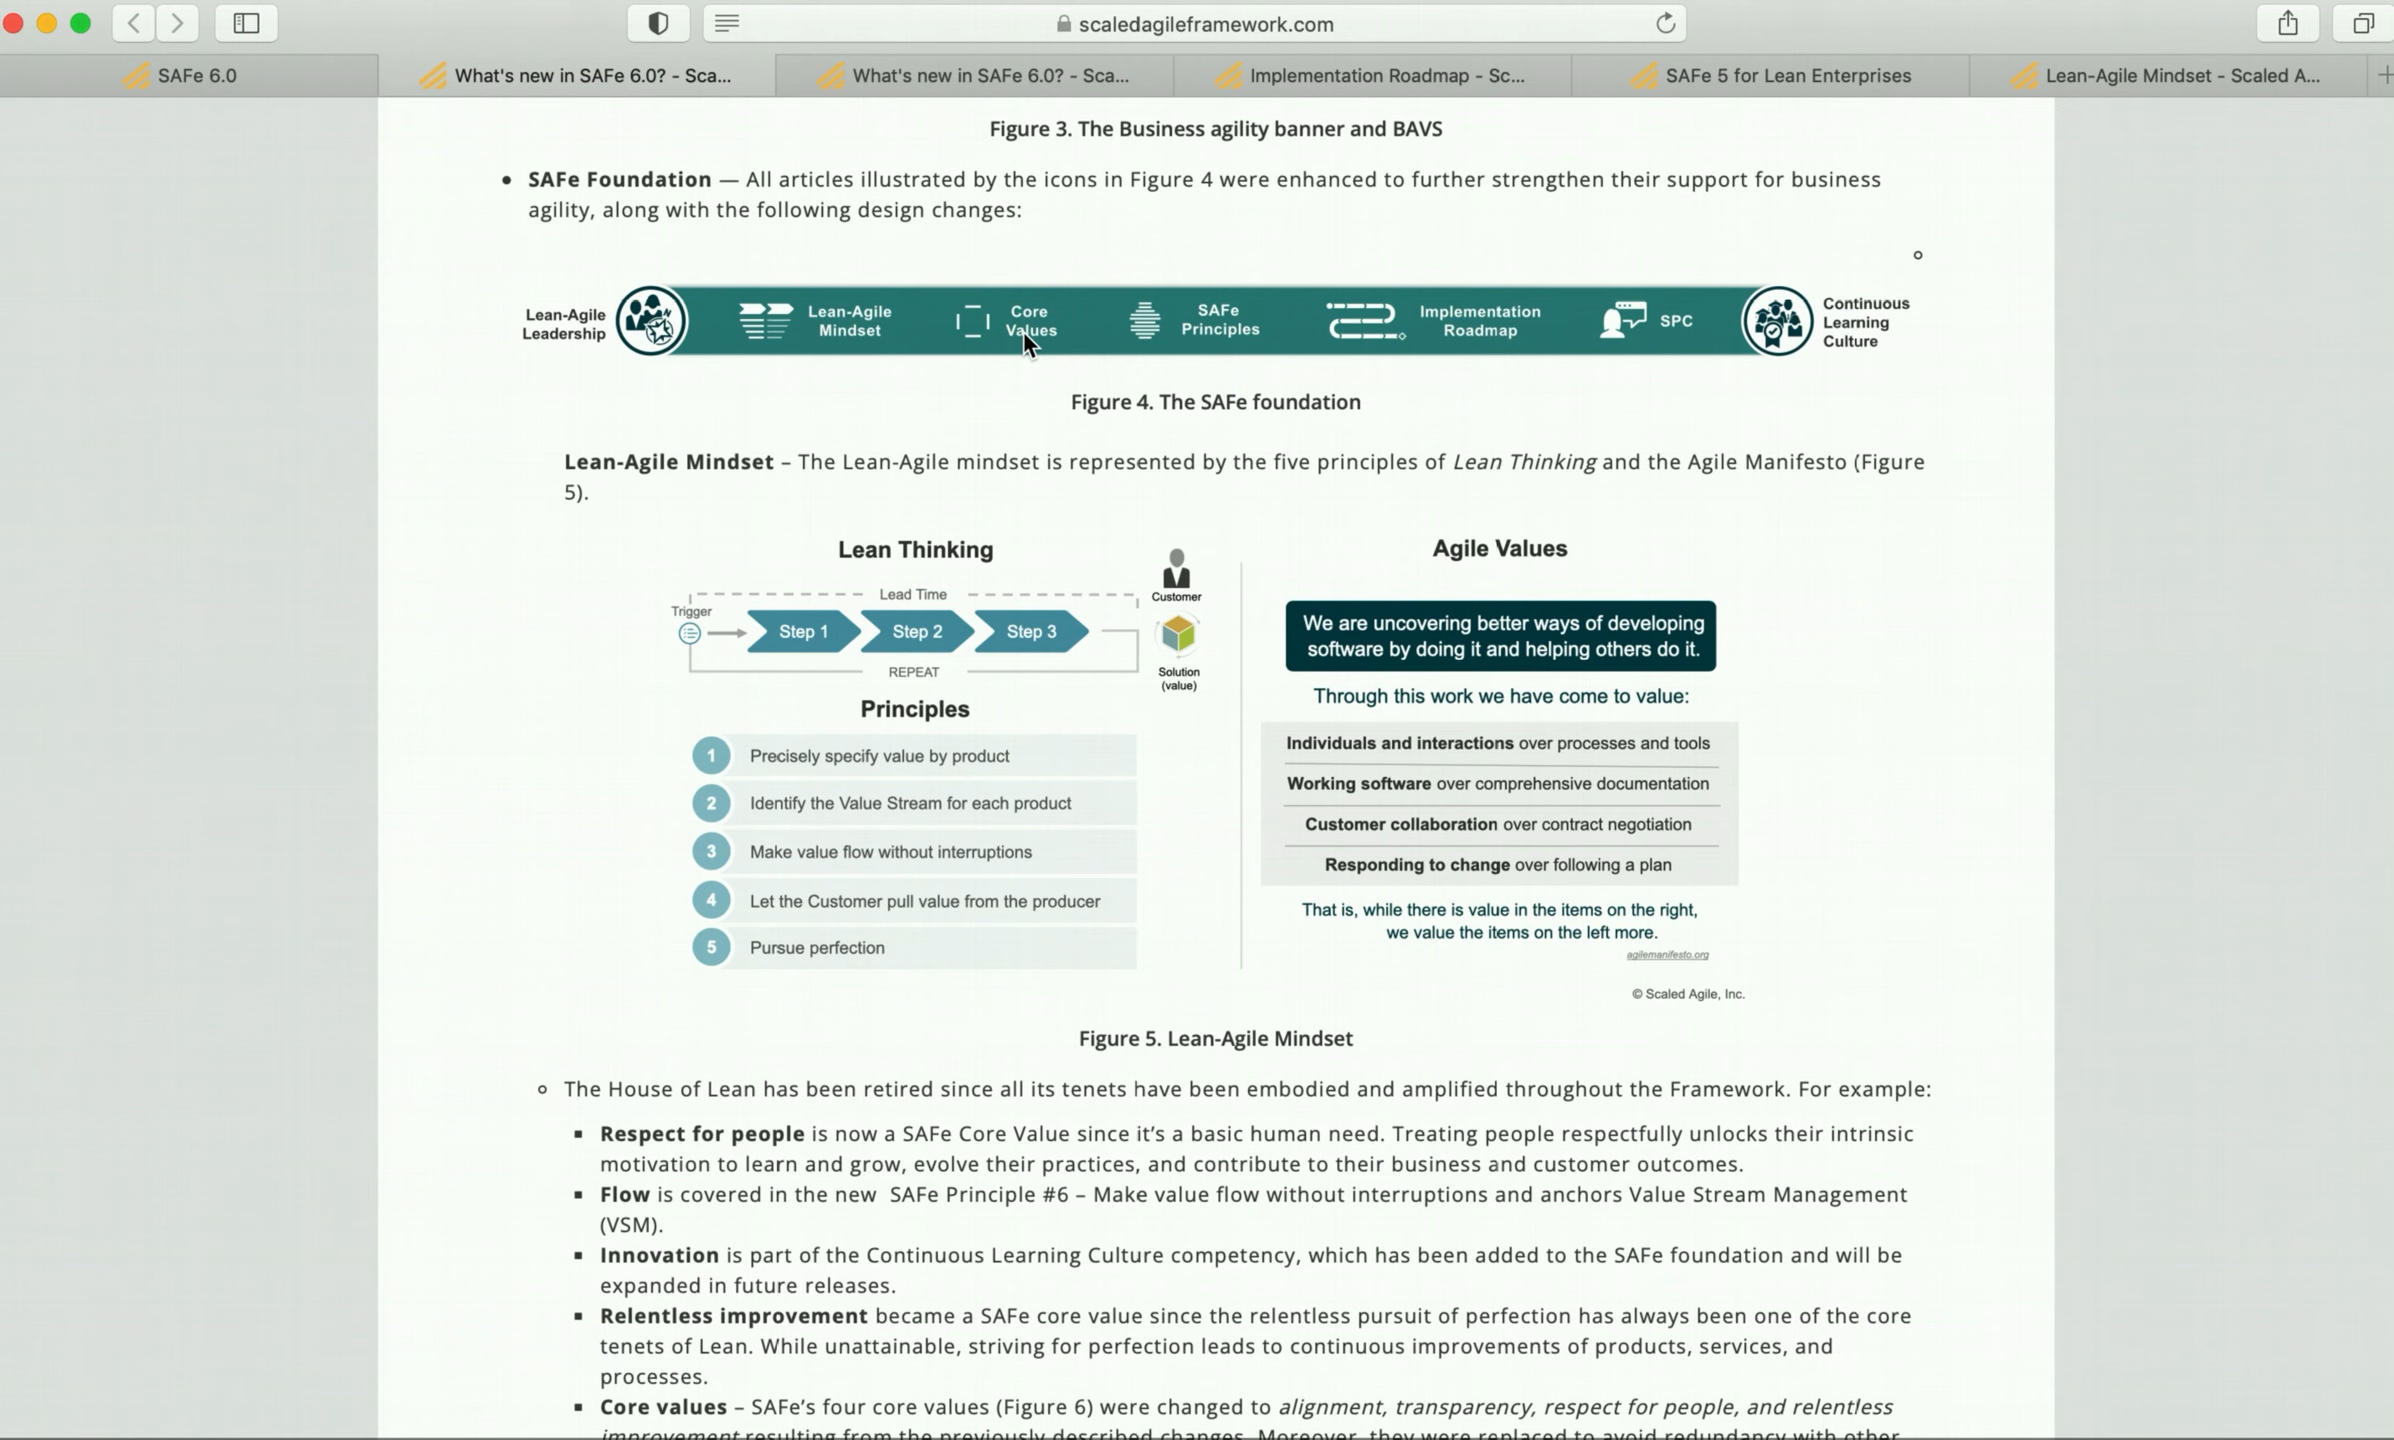 scaledagileframework.com
SAFe 6.0
What's new in SAFe 6.0? - Sca...
What's new in SAFe 6.0? - Sca...
Implementation Roadmap - Sc...
SAFe 5 for Lean Enterprises
Lean-Agile Mindset - Scaled A...
Figure 3. The Business agility banner and BAVS
• SAFe Foundation — All articles illustrated by the icons in Figure 4 were enhanced to further strengthen their support for business
agility, along with the following design changes:
Lean-Agile
Leadership
Lean-Agile
Mindset
Core
Values
SAFe
Principles
Implementation
Roadmap
SPC
Continuous
Learning
Culture
Figure 4. The SAFe foundation
Lean-Agile Mindset – The Lean-Agile mindset is represented by the five principles of Lean Thinking and the Agile Manifesto (Figure
5).
Lean Thinking
Lead Time
Trigger
Step 1
Step 2
Step 3
REPEAT
Customer
Solution
(value)
Principles
1 Precisely specify value by product
2 Identify the Value Stream for each product
3 Make value flow without interruptions
4 Let the Customer pull value from the producer
5 Pursue perfection
Agile Values
We are uncovering better ways of developing
software by doing it and helping others do it.
Through this work we have come to value:
Individuals and interactions over processes and tools
Working software over comprehensive documentation
Customer collaboration over contract negotiation
Responding to change over following a plan
That is, while there is value in the items on the right,
we value the items on the left more.
agilemanifesto.org
© Scaled Agile, Inc.
Figure 5. Lean-Agile Mindset
The House of Lean has been retired since all its tenets have been embodied and amplified throughout the Framework. For example:
Respect for people is now a SAFe Core Value since it’s a basic human need. Treating people respectfully unlocks their intrinsic
motivation to learn and grow, evolve their practices, and contribute to their business and customer outcomes.
Flow is covered in the new SAFe Principle #6 – Make value flow without interruptions and anchors Value Stream Management
(VSM).
Innovation is part of the Continuous Learning Culture competency, which has been added to the SAFe foundation and will be
expanded in future releases.
Relentless improvement became a SAFe core value since the relentless pursuit of perfection has always been one of the core
tenets of Lean. While unattainable, striving for perfection leads to continuous improvements of products, services, and
processes.
Core values – SAFe’s four core values (Figure 6) were changed to alignment, transparency, respect for people, and relentless
improvement resulting from the previously described changes. Moreover, they were replaced to avoid redundancy with other